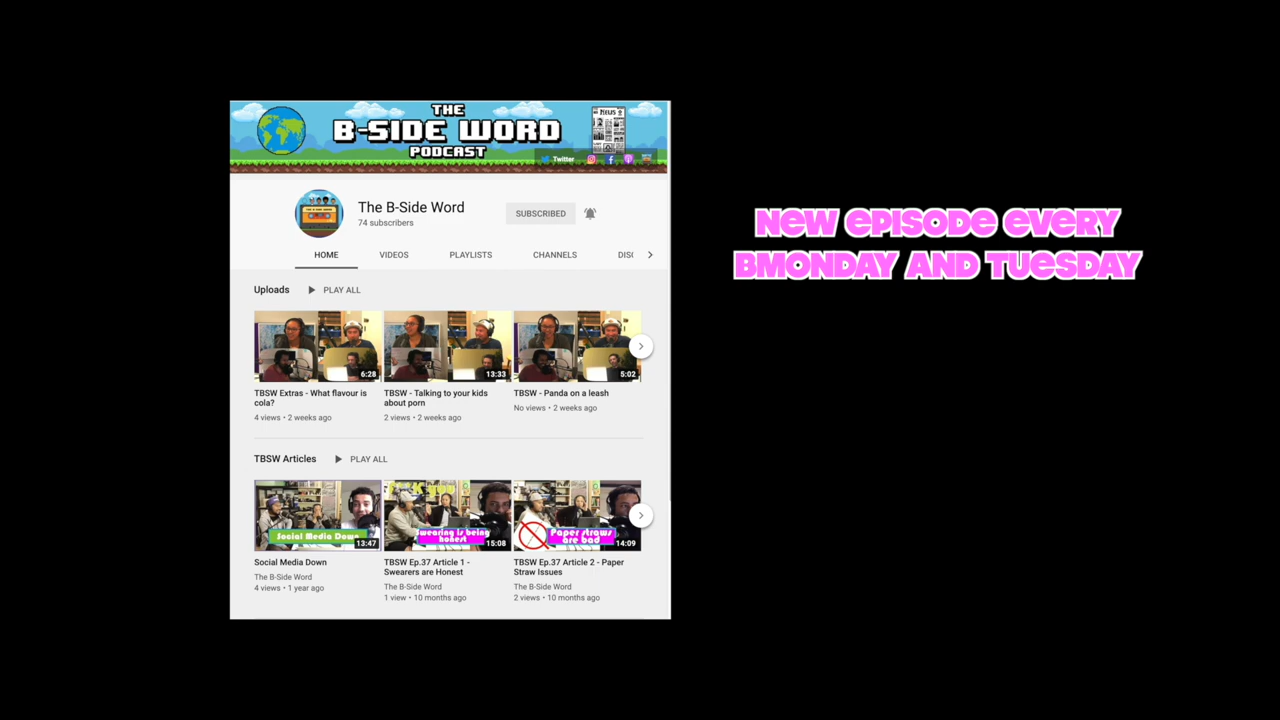 THE
B-SIDE WORD
PODCAST
NEWS
Twitter
The B-Side Word
74 subscribers
SUBSCRIBED
HOME VIDEOS PLAYLISTS CHANNELS DISC
Uploads PLAY ALL
6:28 13:33 5:02
TBSW Extras - What flavour is cola?
4 views • 2 weeks ago
TBSW - Talking to your kids about porn
2 views • 2 weeks ago
TBSW - Panda on a leash
No views • 2 weeks ago
TBSW Articles PLAY ALL
Social Media Down
13:47
Swearing is being
honest
15:08
Paper straws
are bad
14:09
Social Media Down
The B-Side Word
4 views • 1 year ago
TBSW Ep.37 Article 1 -
Swearers are Honest
The B-Side Word
1 view • 10 months ago
TBSW Ep.37 Article 2 - Paper
Straw Issues
The B-Side Word
2 views • 10 months ago
New episode every
BMonday and Tuesday